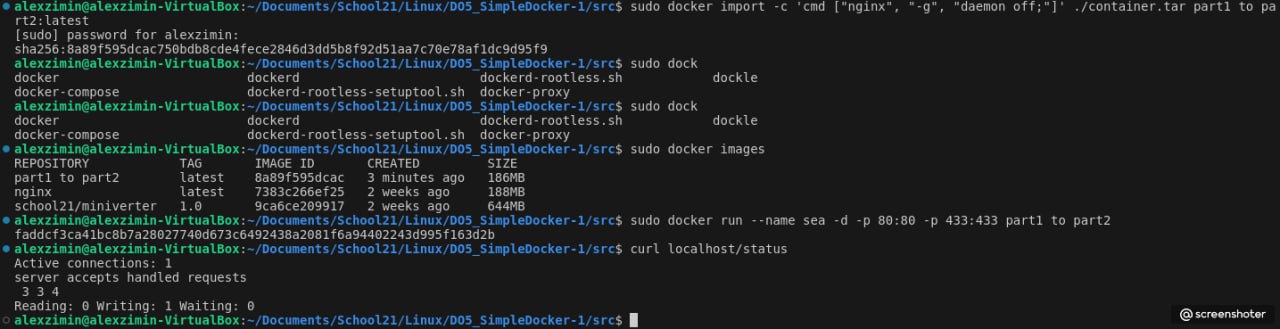 alexzimin@alexzimin-VirtualBox:~/Documents/School21/Linux/DO5_SimpleDocker-1/src$ sudo docker import -c 'cmd ["nginx", "-g", "daemon off;"]' ./container.tar part1 to pa
rt2:latest
[sudo] password for alexzimin:
sha256:8a89f595dcac750bdb8cde4fece2846d3dd5b8f92d51aa7c70e78af1dc9d95f9
alexzimin@alexzimin-VirtualBox:~/Documents/School21/Linux/DO5_SimpleDocker-1/src$ sudo dock
docker dockerd dockerd-rootless.sh dockle
docker-compose dockerd-rootless-setuptool.sh docker-proxy
alexzimin@alexzimin-VirtualBox:~/Documents/School21/Linux/DO5_SimpleDocker-1/src$ sudo dock
docker dockerd dockerd-rootless.sh dockle
docker-compose dockerd-rootless-setuptool.sh docker-proxy
alexzimin@alexzimin-VirtualBox:~/Documents/School21/Linux/DO5_SimpleDocker-1/src$ sudo docker images
REPOSITORY TAG IMAGE ID CREATED SIZE
part1 to part2 latest 8a89f595dcac 3 minutes ago 186MB
nginx latest 7383c266ef25 2 weeks ago 188MB
school21/miniverter 1.0 9ca6ce209917 2 weeks ago 644MB
alexzimin@alexzimin-VirtualBox:~/Documents/School21/Linux/DO5_SimpleDocker-1/src$ sudo docker run --name sea -d -p 80:80 -p 433:433 part1 to part2
faddcf3ca41bc8b7a28027740d673c6492438a2081f6a94402243d995f163d2b
alexzimin@alexzimin-VirtualBox:~/Documents/School21/Linux/DO5_SimpleDocker-1/src$ curl localhost/status
Active connections: 1
server accepts handled requests
3 3 4
Reading: 0 Writing: 1 Waiting: 0
alexzimin@alexzimin-VirtualBox:~/Documents/School21/Linux/DO5_SimpleDocker-1/src$
@screenshoter